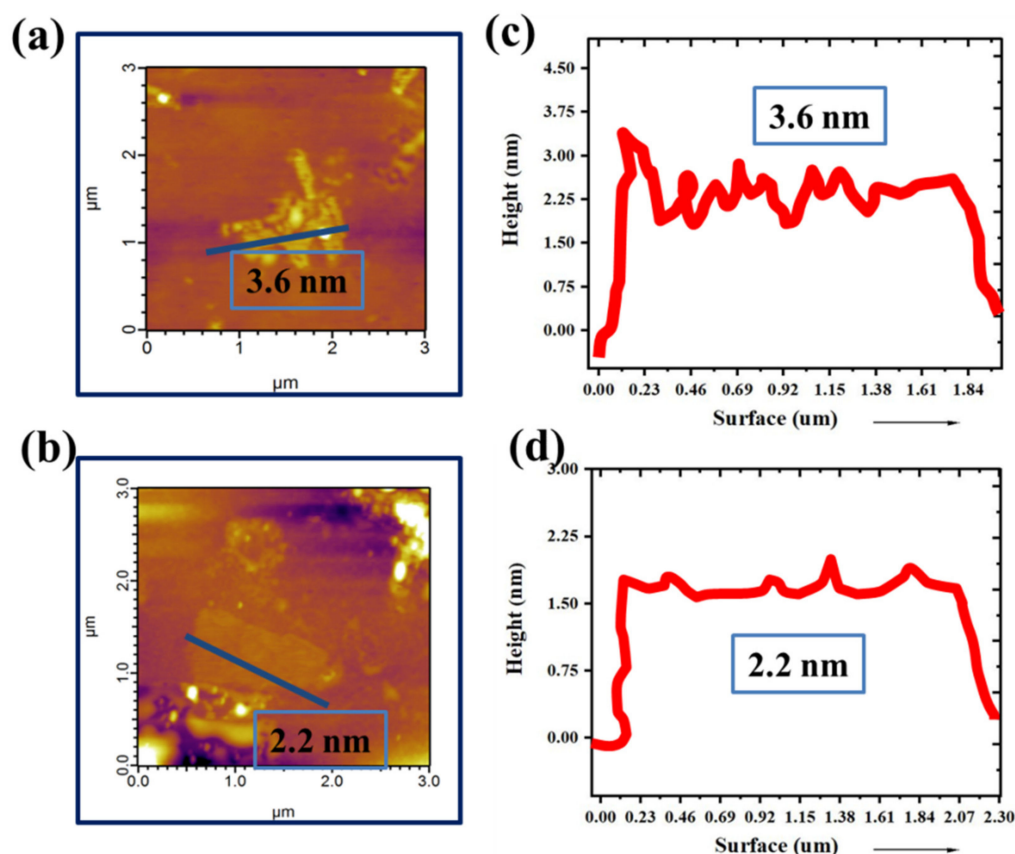 (a)
3
2
1
0
µm
3.6 nm
0
1
2
3
µm
(c)
4.50
3.75
3.00
2.25
1.50
0.75
0.00
Height (nm)
3.6 nm
0.00 0.23 0.46 0.69 0.92 1.15 1.38 1.61 1.84
Surface (um)
(b)
3.0
2.0
1.0
0.0
µm
2.2 nm
0.0 1.0 2.0 3.0
µm
(d)
3.00
2.25
1.50
0.75
0.00
Height (nm)
2.2 nm
0.00 0.23 0.46 0.69 0.92 1.15 1.38 1.61 1.84 2.07 2.30
Surface (um)